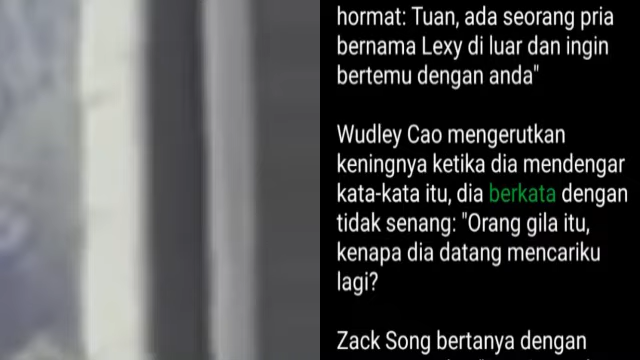 hormat: Tuan, ada seorang pria
bernama Lexy di luar dan ingin
bertemu dengan anda"
Wudley Cao mengerutkan
keningnya ketika dia mendengar
kata-kata itu, dia berkata dengan
tidak senang: "Orang gila itu,
kenapa dia datang mencariku
lagi?
Zack Song bertanya dengan